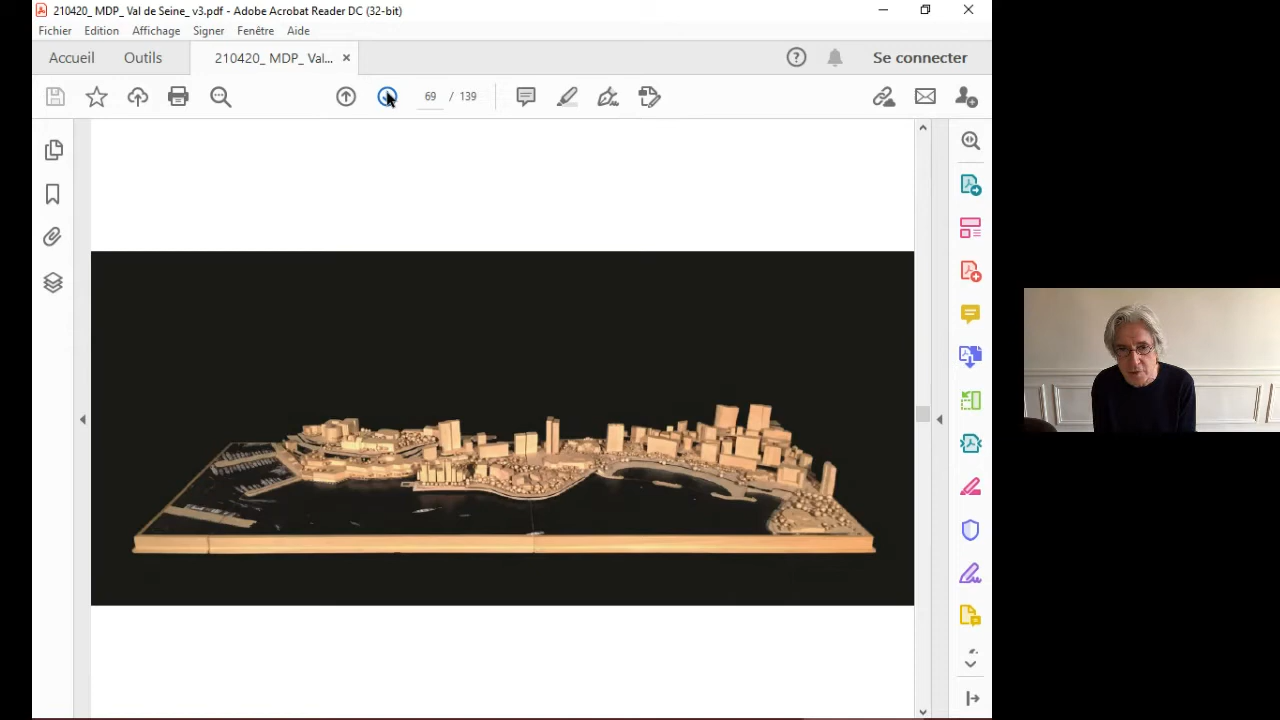 210420_ MDP_ Val de Seine_ v3.pdf - Adobe Acrobat Reader DC (32-bit)
Fichier Edition Affichage Signer Fenêtre Aide
Accueil Outils 210420_ MDP_ Val... Se connecter
69 / 139